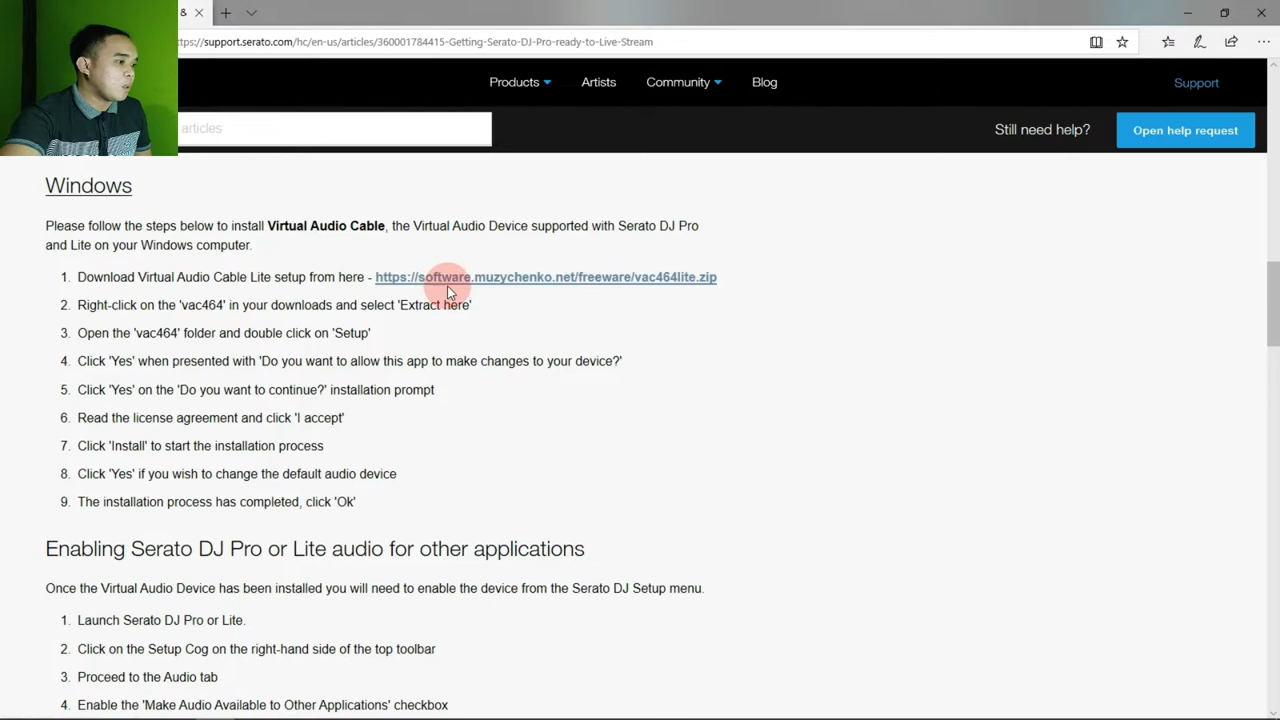 &
ttps://support.serato.com/hc/en-us/articles/360001784415-Getting-Serato-DJ-Pro-ready-to-Live-Stream
Products Artists Community Blog Support
articles Still need help? Open help request
Windows
Please follow the steps below to install Virtual Audio Cable, the Virtual Audio Device supported with Serato DJ Pro
and Lite on your Windows computer.
1. Download Virtual Audio Cable Lite setup from here - https://software.muzychenko.net/freeware/vac464lite.zip
2. Right-click on the 'vac464' in your downloads and select 'Extract here'
3. Open the 'vac464' folder and double click on 'Setup'
4. Click 'Yes' when presented with 'Do you want to allow this app to make changes to your device?'
5. Click 'Yes' on the 'Do you want to continue?' installation prompt
6. Read the license agreement and click 'I accept'
7. Click 'Install' to start the installation process
8. Click 'Yes' if you wish to change the default audio device
9. The installation process has completed, click 'Ok'
Enabling Serato DJ Pro or Lite audio for other applications
Once the Virtual Audio Device has been installed you will need to enable the device from the Serato DJ Setup menu.
1. Launch Serato DJ Pro or Lite.
2. Click on the Setup Cog on the right-hand side of the top toolbar
3. Proceed to the Audio tab
4. Enable the 'Make Audio Available to Other Applications' checkbox